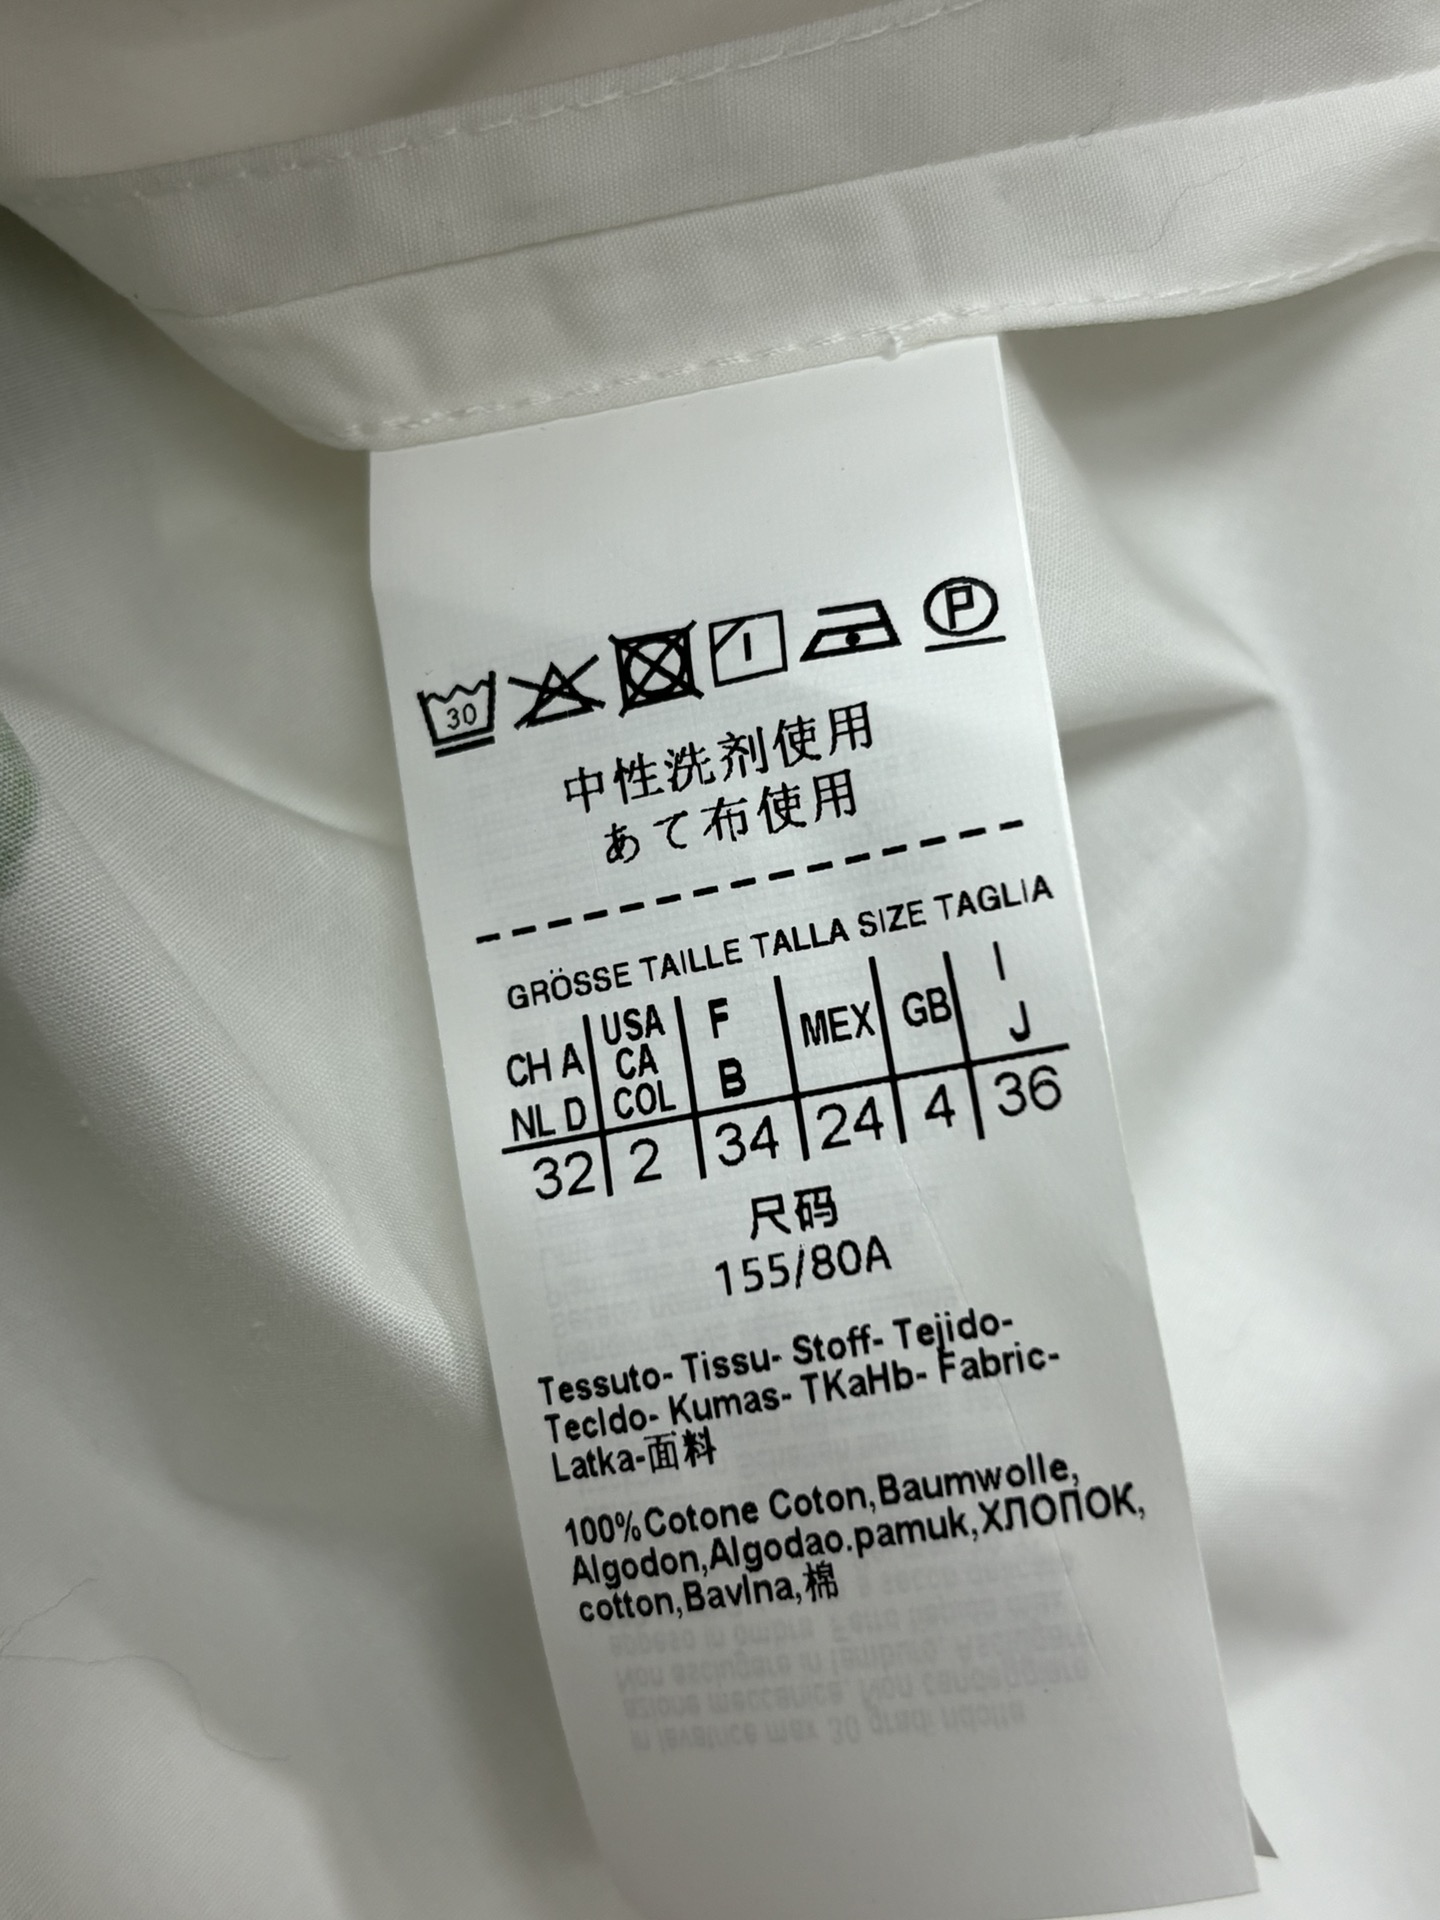 30 P
中性洗剤使用
あて布使用
GRÖSSE TAILLE TALLA SIZE TAGLIA
CH A NL D | USA CA COL | F B | MEX | GB | I J
32 | 2 | 34 | 24 | 4 | 36
尺码
155/80A
Tessuto- Tissu- Stoff- Tejido-
Tecldo- Kumas- TKaHb- Fabric-
Latka-面料
100%Cotone Coton,Baumwolle,
Algodon,Algodao.pamuk,ХЛОПОК,
cotton,Bavlna,棉